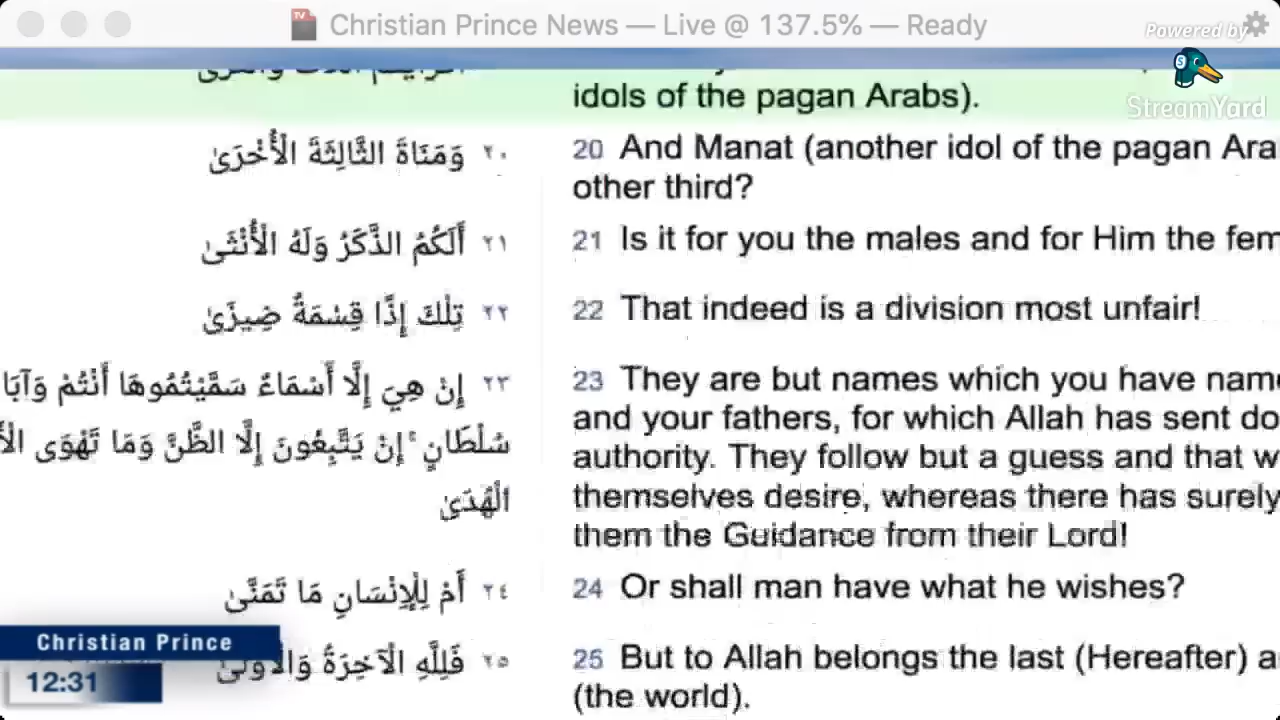 Christian Prince News — Live @ 137.5% — Ready
Powered by
StreamYard
idols of the pagan Arabs).
وَمَنَاةَ الثَّالِثَةَ الْأُخْرَىٰ ٢٠
20 And Manat (another idol of the pagan Ara
other third?
أَلَكُمُ الذَّكَرُ وَلَهُ الْأُنْثَىٰ ٢١
21 Is it for you the males and for Him the fem
تِلْكَ إِذًا قِسْمَةٌ ضِيزَىٰ ٢٢
22 That indeed is a division most unfair!
٢٣ إِنْ هِيَ إِلَّا أَسْمَاءٌ سَمَّيْتُمُوهَا أَنْتُمْ وَآبَا
سُلْطَانٍ ۚ إِنْ يَتَّبِعُونَ إِلَّا الظَّنَّ وَمَا تَهْوَى الْأ
الْهُدَىٰ
23 They are but names which you have name
and your fathers, for which Allah has sent do
authority. They follow but a guess and that w
themselves desire, whereas there has surely
them the Guidance from their Lord!
أَمْ لِلْإِنْسَانِ مَا تَمَنَّىٰ ٢٤
24 Or shall man have what he wishes?
فَلِلَّهِ الْآخِرَةُ وَالْأُولَىٰ ٢٥
25 But to Allah belongs the last (Hereafter) a
(the world).
Christian Prince
12:31